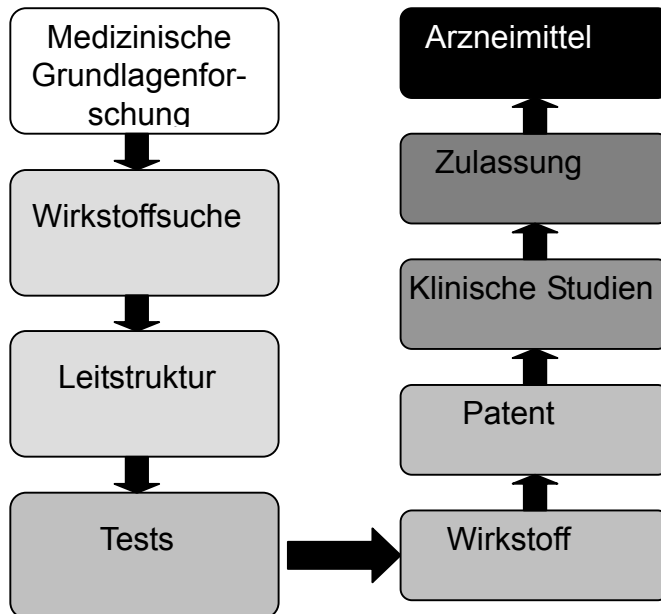 Medizinische
Grundlagenfor-
schung
Wirkstoffsuche
Leitstruktur
Tests
Wirkstoff
Patent
Klinische Studien
Zulassung
Arzneimittel